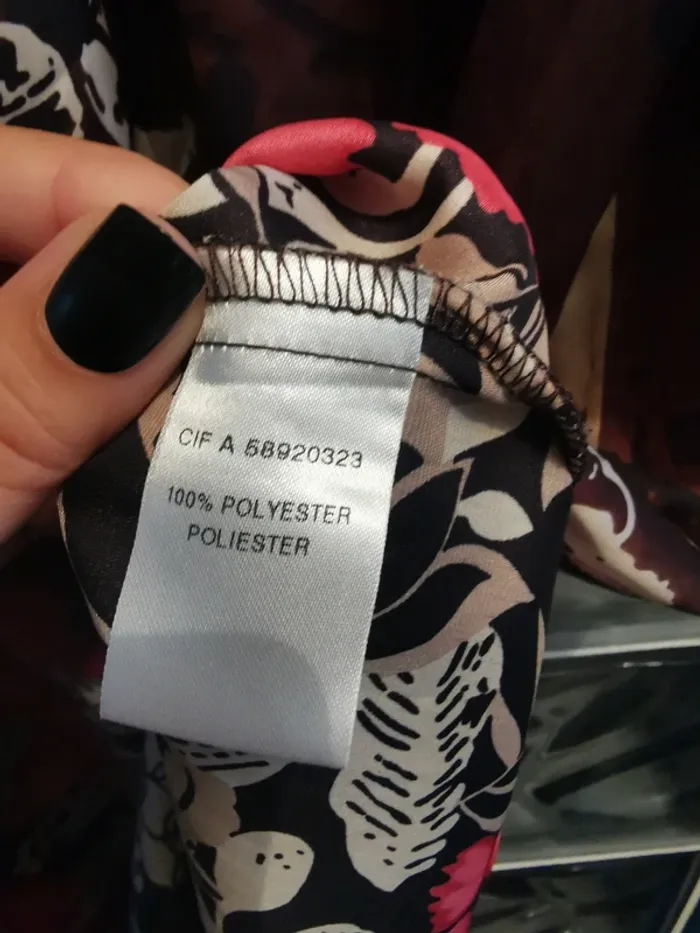 CIF A 58920323
100% POLYESTER
POLIESTER